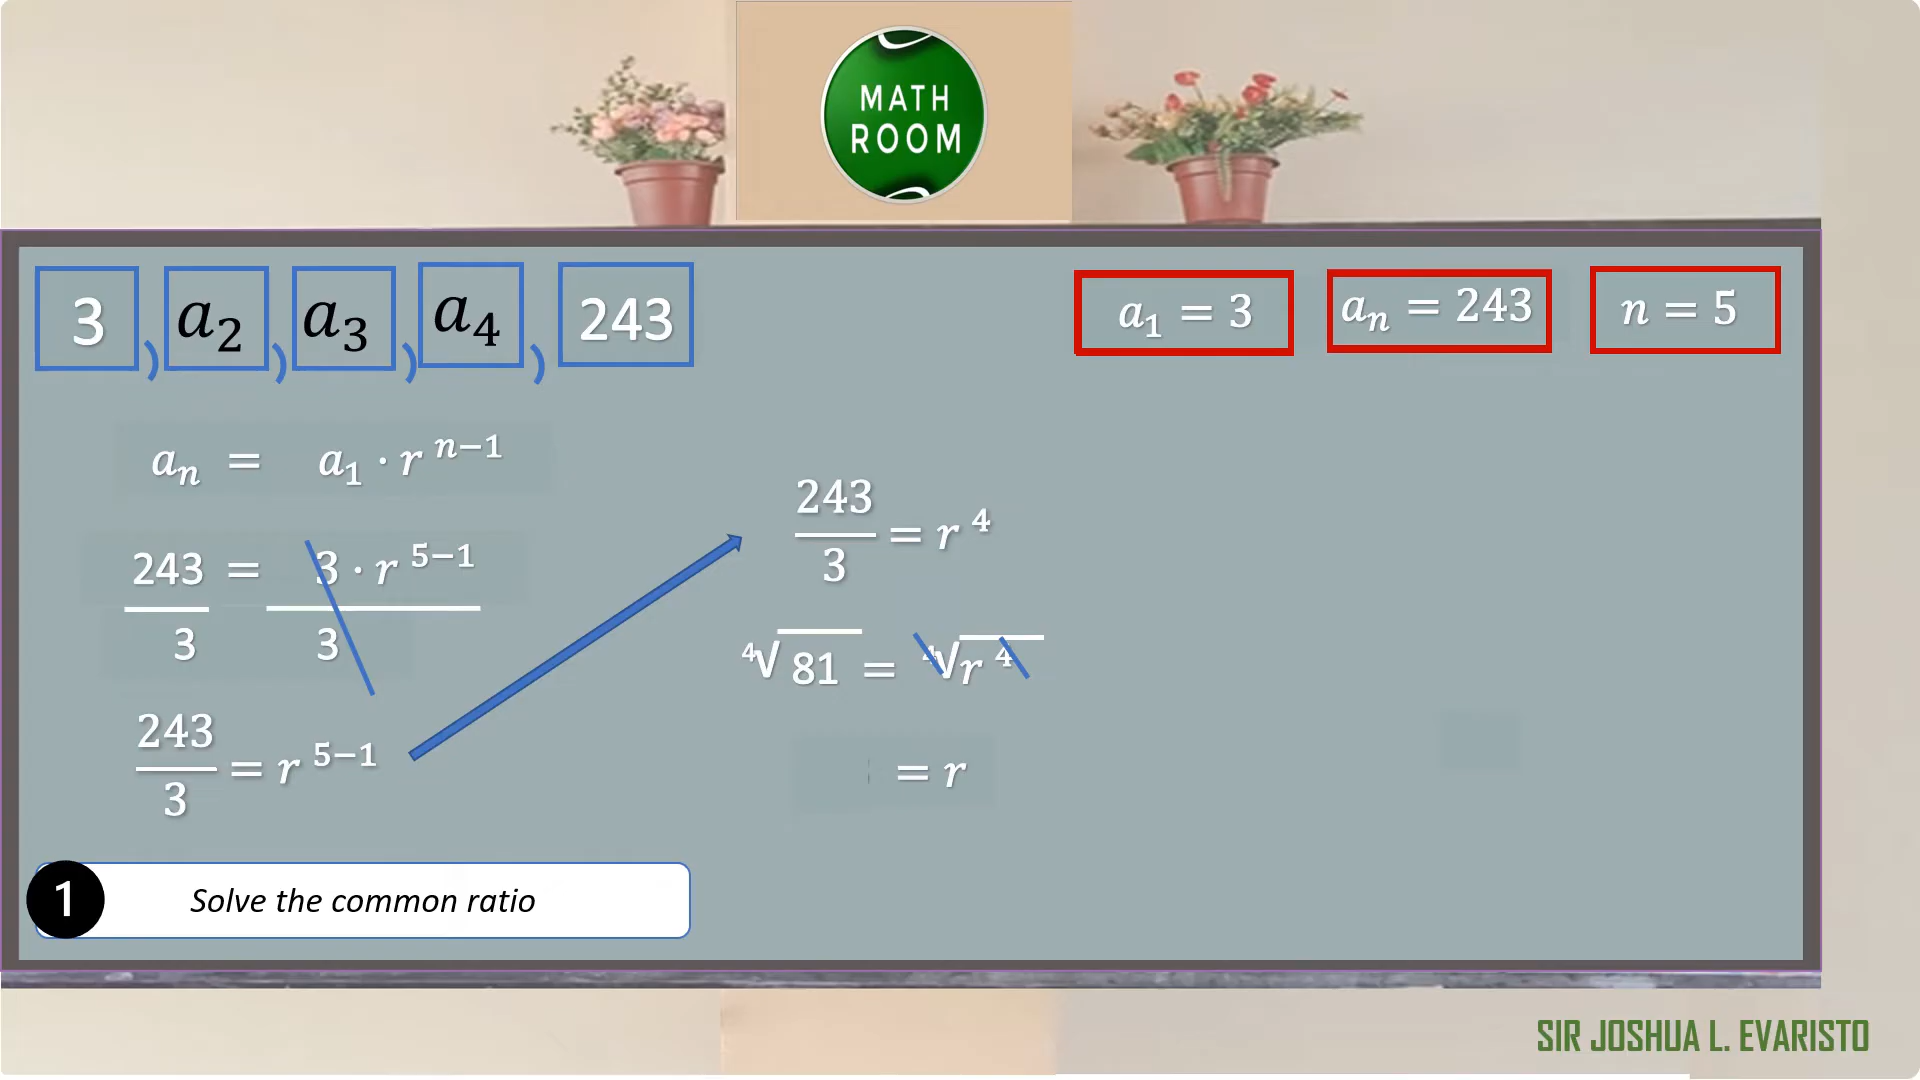 MATH
ROOM
3 , a₂ , a₃ , a₄ , 243
a₁ = 3
aₙ = 243
n = 5
aₙ = a₁ · r ⁿ⁻¹
243 = 3 · r ⁵⁻¹
3 3
243/3 = r ⁵⁻¹
243/3 = r ⁴
⁴√81 = ⁴√r ⁴
= r
1 Solve the common ratio
SIR JOSHUA L. EVARISTO